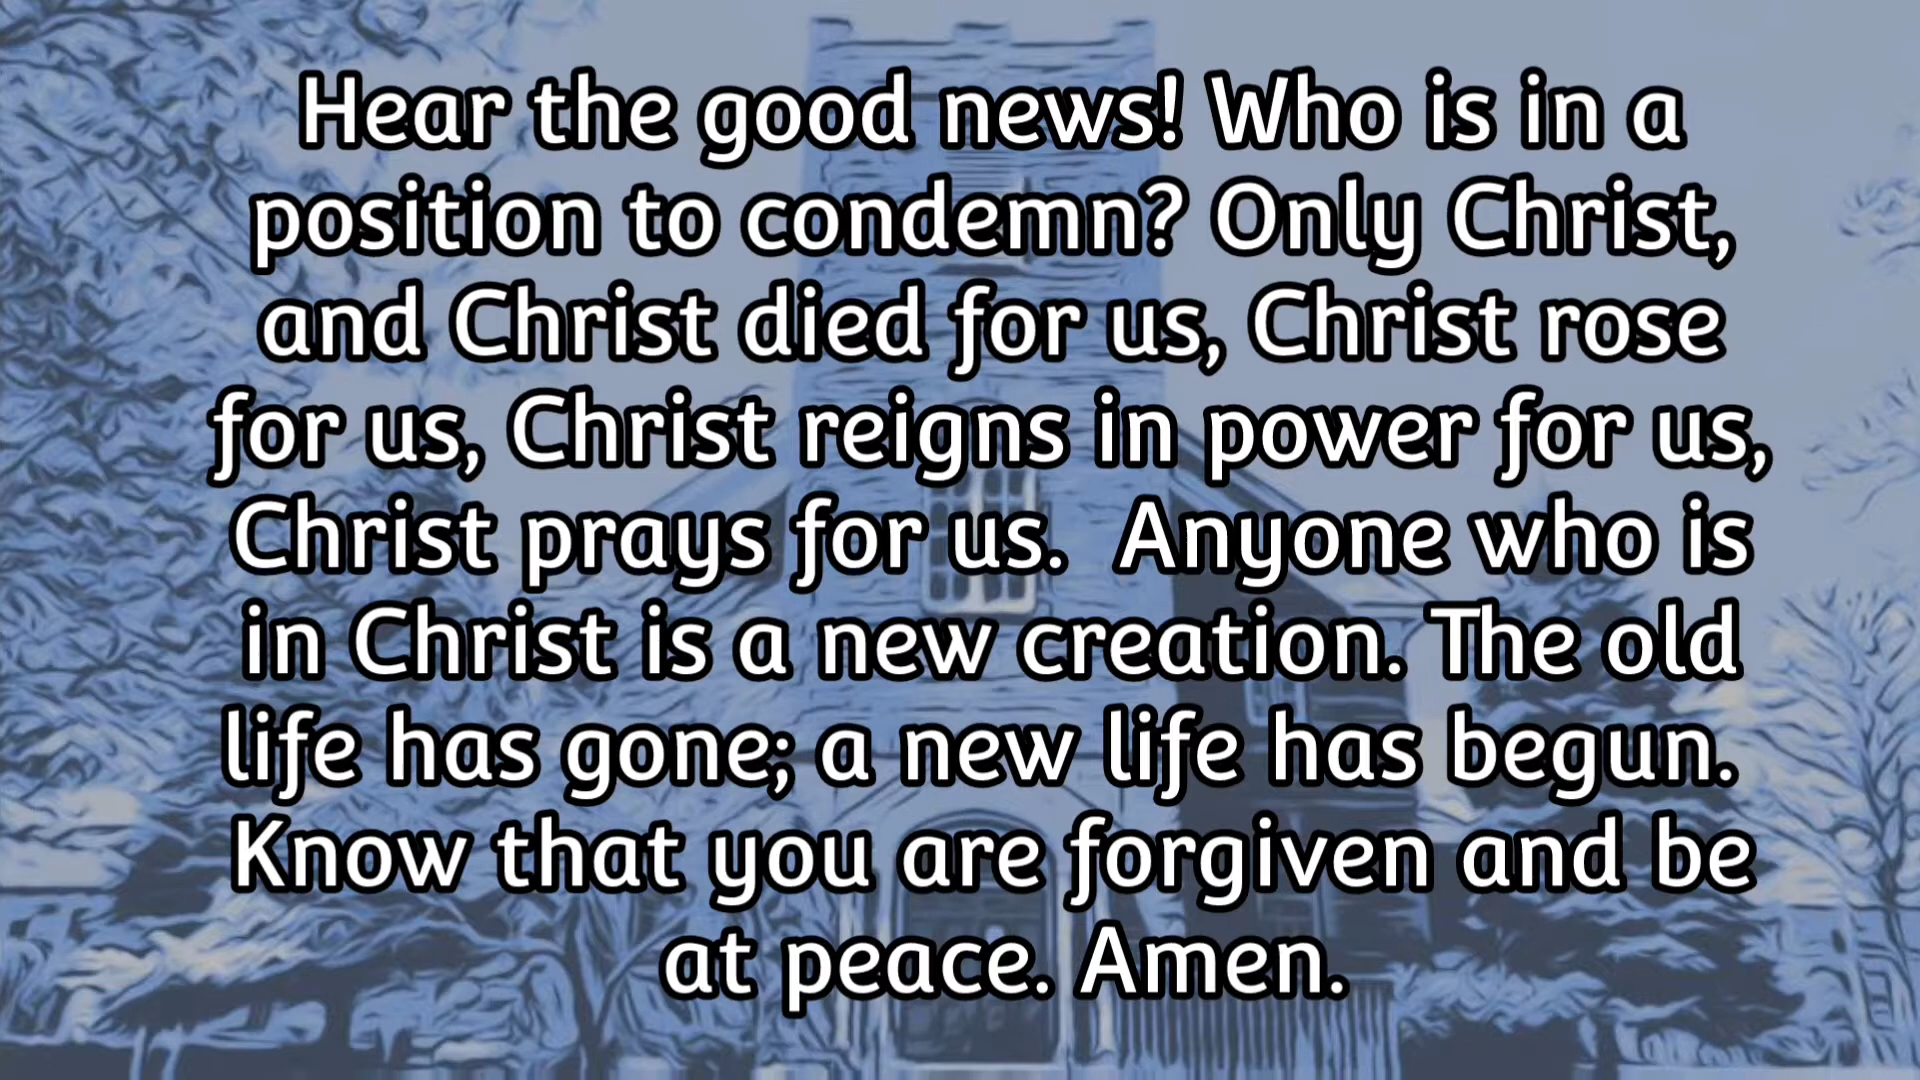 Hear the good news! Who is in a
position to condemn? Only Christ,
and Christ died for us, Christ rose
for us, Christ reigns in power for us,
Christ prays for us.  Anyone who is
in Christ is a new creation. The old
life has gone; a new life has begun.
Know that you are forgiven and be
at peace. Amen.